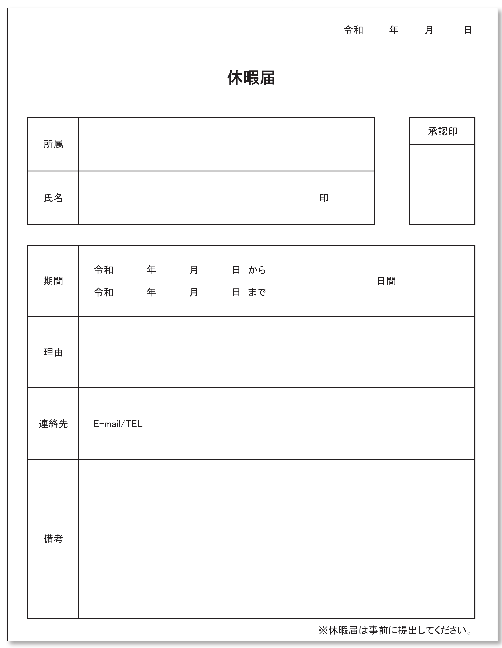 令和 年 月 日
休暇届
所属
承認印
氏名 印
期間
令和 年 月 日 から
令和 年 月 日 まで
日間
理由
連絡先 E-mail/TEL
備考
※休暇届は事前に提出してください。